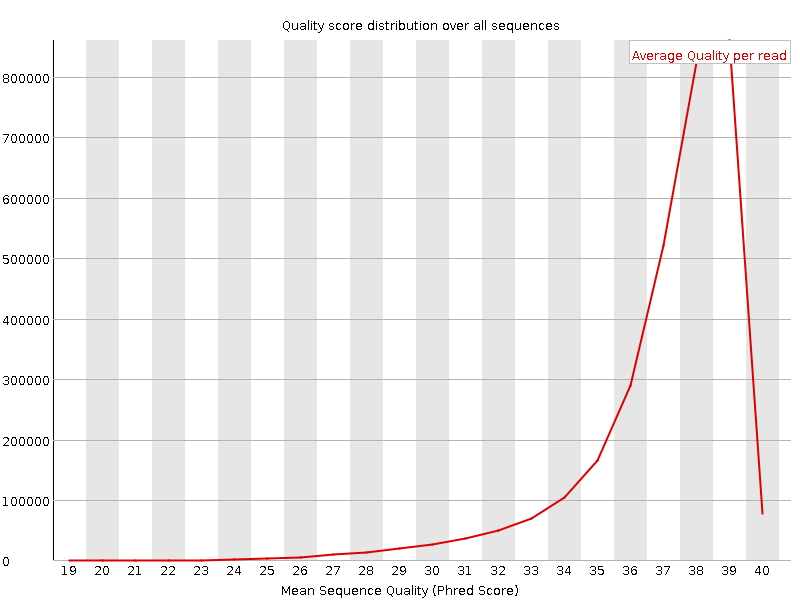 Quality score distribution over all sequences
Average Quality per read
800000
700000
600000
500000
400000
300000
200000
100000
0
19 20 21 22 23 24 25 26 27 28 29 30 31 32 33 34 35 36 37 38 39 40
Mean Sequence Quality (Phred Score)